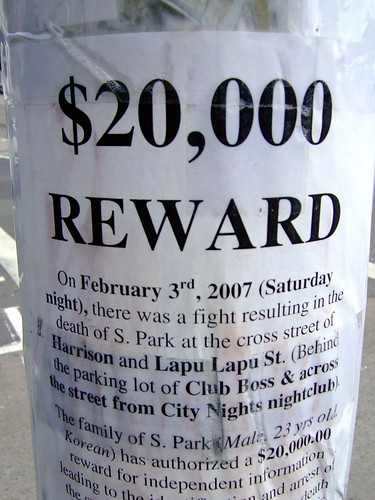 $20,000
REWARD
On February 3rd, 2007 (Saturday
night), there was a fight resulting in the
death of S. Park at the cross street of
Harrison and Lapu Lapu St. (Behind
the parking lot of Club Boss & across
the street from City Nights nightclub).
The family of S. Park (Male, 23 yrs old,
Korean) has authorized a $20,000.00
reward for independent information
leading to the and arrest of
the death